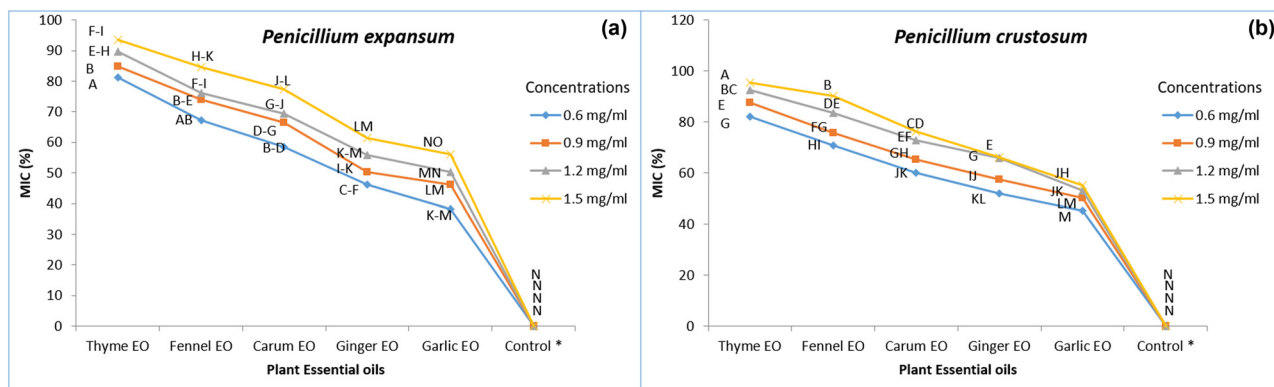 (a)
Penicillium expansum
MIC (%)
100
90
80
70
60
50
40
30
20
10
0
F-I
E-H
B
A
H-K
F-I
B-E
AB
J-L
G-J
D-G
B-D
LM
K-M
I-K
C-F
NO
MN
LM
K-M
N
N
N
N
Thyme EO
Fennel EO
Carum EO
Ginger EO
Garlic EO
Control *
Plant Essential oils
Concentrations
0.6 mg/ml
0.9 mg/ml
1.2 mg/ml
1.5 mg/ml
(b)
Penicillium crustosum
MIC (%)
120
100
80
60
40
20
0
A
BC
E
G
B
DE
FG
HI
CD
EF
GH
JK
E
G
IJ
KL
JH
JK
LM
M
N
N
N
N
Thyme EO
Fennel EO
Carum EO
Ginger EO
Garlic EO
Control *
Plant Essential oils
Concentrations
0.6 mg/ml
0.9 mg/ml
1.2 mg/ml
1.5 mg/ml